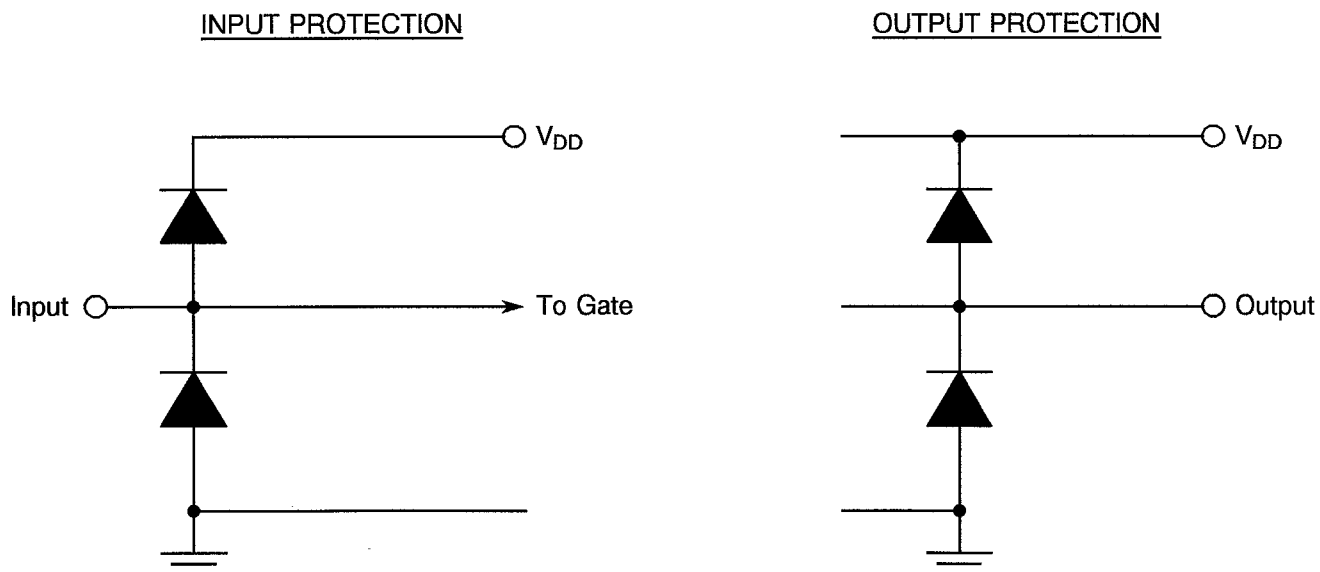 INPUT PROTECTION
OUTPUT PROTECTION
VDD
VDD
Input
To Gate
Output